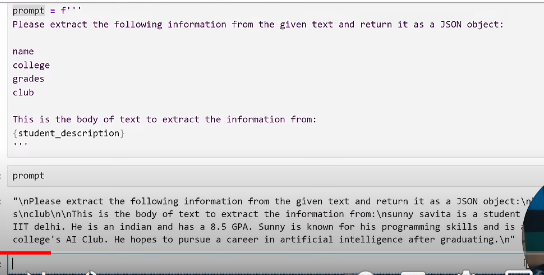 prompt = f'''
Please extract the following information from the given text and return it as a JSON object:
name
college
grades
club
This is the body of text to extract the information from:
{student_description}
'''
prompt
"\nPlease extract the following information from the given text and return it as a JSON object:\n
s\nclub\n\nThis is the body of text to extract the information from:\nsunny savita is a student
IIT delhi. He is an indian and has a 8.5 GPA. Sunny is known for his programming skills and is a
college's AI Club. He hopes to pursue a career in artificial intelligence after graduating.\n"